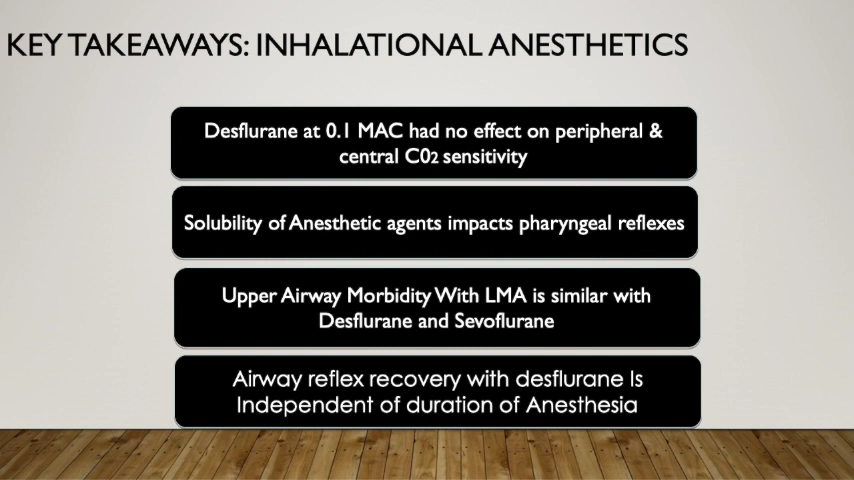 KEY TAKEAWAYS: INHALATIONAL ANESTHETICS
Desflurane at 0.1 MAC had no effect on peripheral &
central C02 sensitivity
Solubility of Anesthetic agents impacts pharyngeal reflexes
Upper Airway Morbidity With LMA is similar with
Desflurane and Sevoflurane
Airway reflex recovery with desflurane Is
Independent of duration of Anesthesia